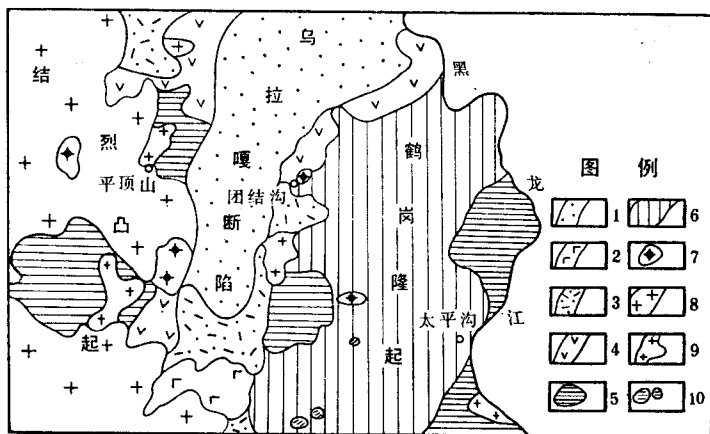 结烈凸起
乌拉嘎断陷
鹤岗隆起
黑龙江
平顶山
团结沟
太平沟
图 例
1 6
2 7
3 8
4 9
5 10